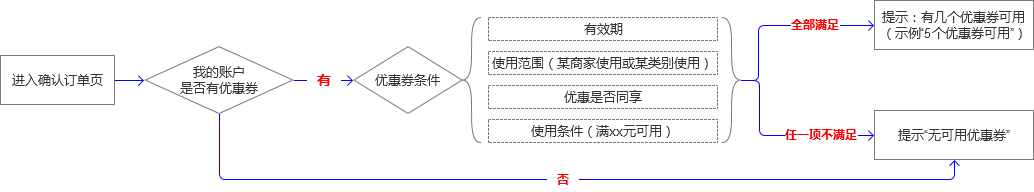 进入确认订单页
我的账户
是否有优惠券
有
优惠券条件
有效期
使用范围（某商家使用或某类别使用）
优惠是否同享
使用条件（满xx元可用）
全部满足
提示：有几个优惠券可用
（示例“5个优惠券可用”）
任一项不满足
提示“无可用优惠券”
否